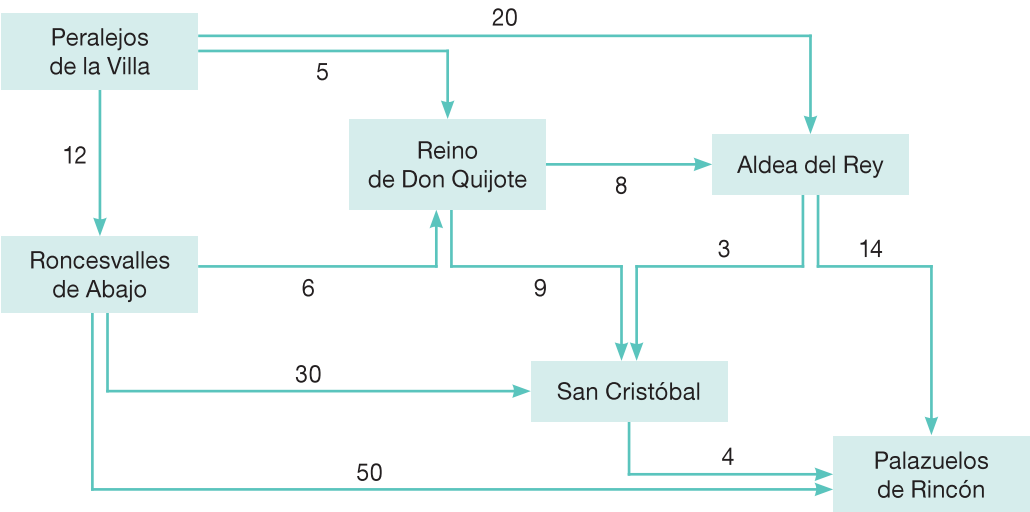 20
Peralejos
de la Villa
5
Reino
de Don Quijote
12
Aldea del Rey
8
Roncesvalles
de Abajo
6
9
3
14
30
San Cristóbal
4
50
Palazuelos
de Rincón